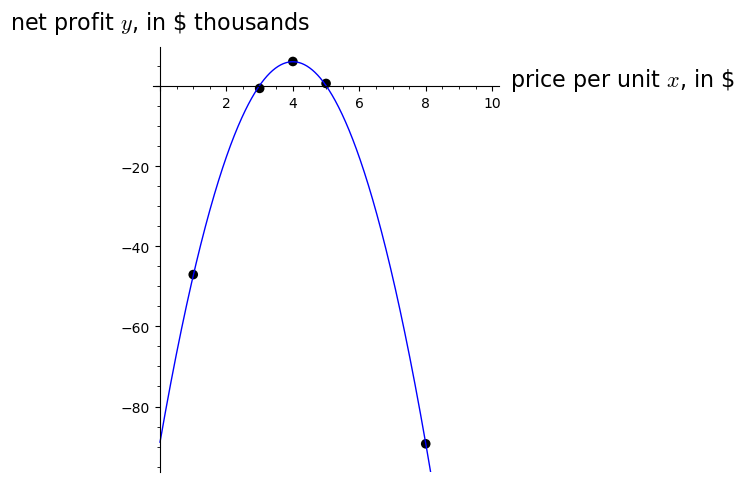 net profit y, in $ thousands
price per unit x, in $
2 4 6 8 10
−20
−40
−60
−80